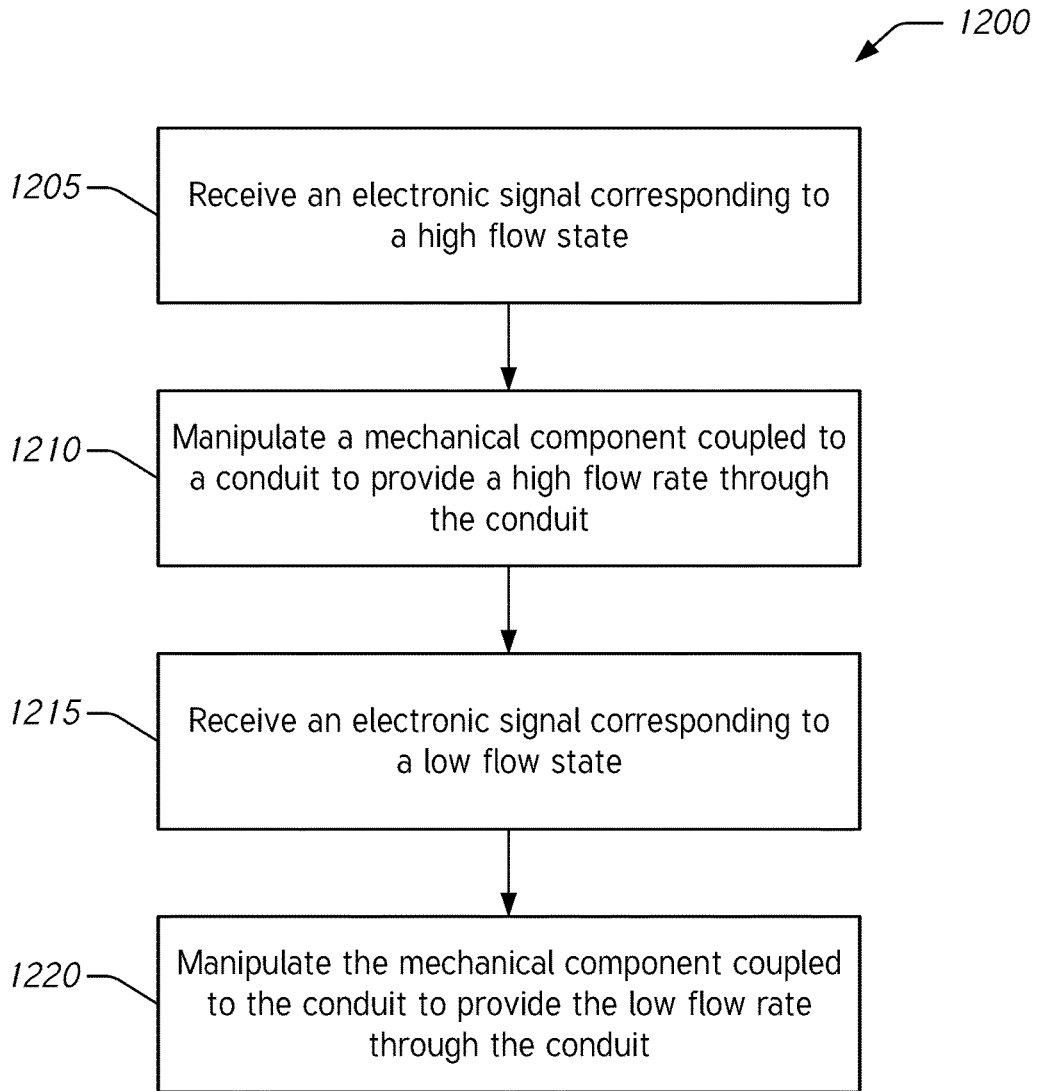 1200
1205
Receive an electronic signal corresponding to
a high flow state
1210
Manipulate a mechanical component coupled to
a conduit to provide a high flow rate through
the conduit
1215
Receive an electronic signal corresponding to
a low flow state
1220
Manipulate the mechanical component coupled
to the conduit to provide the low flow rate
through the conduit